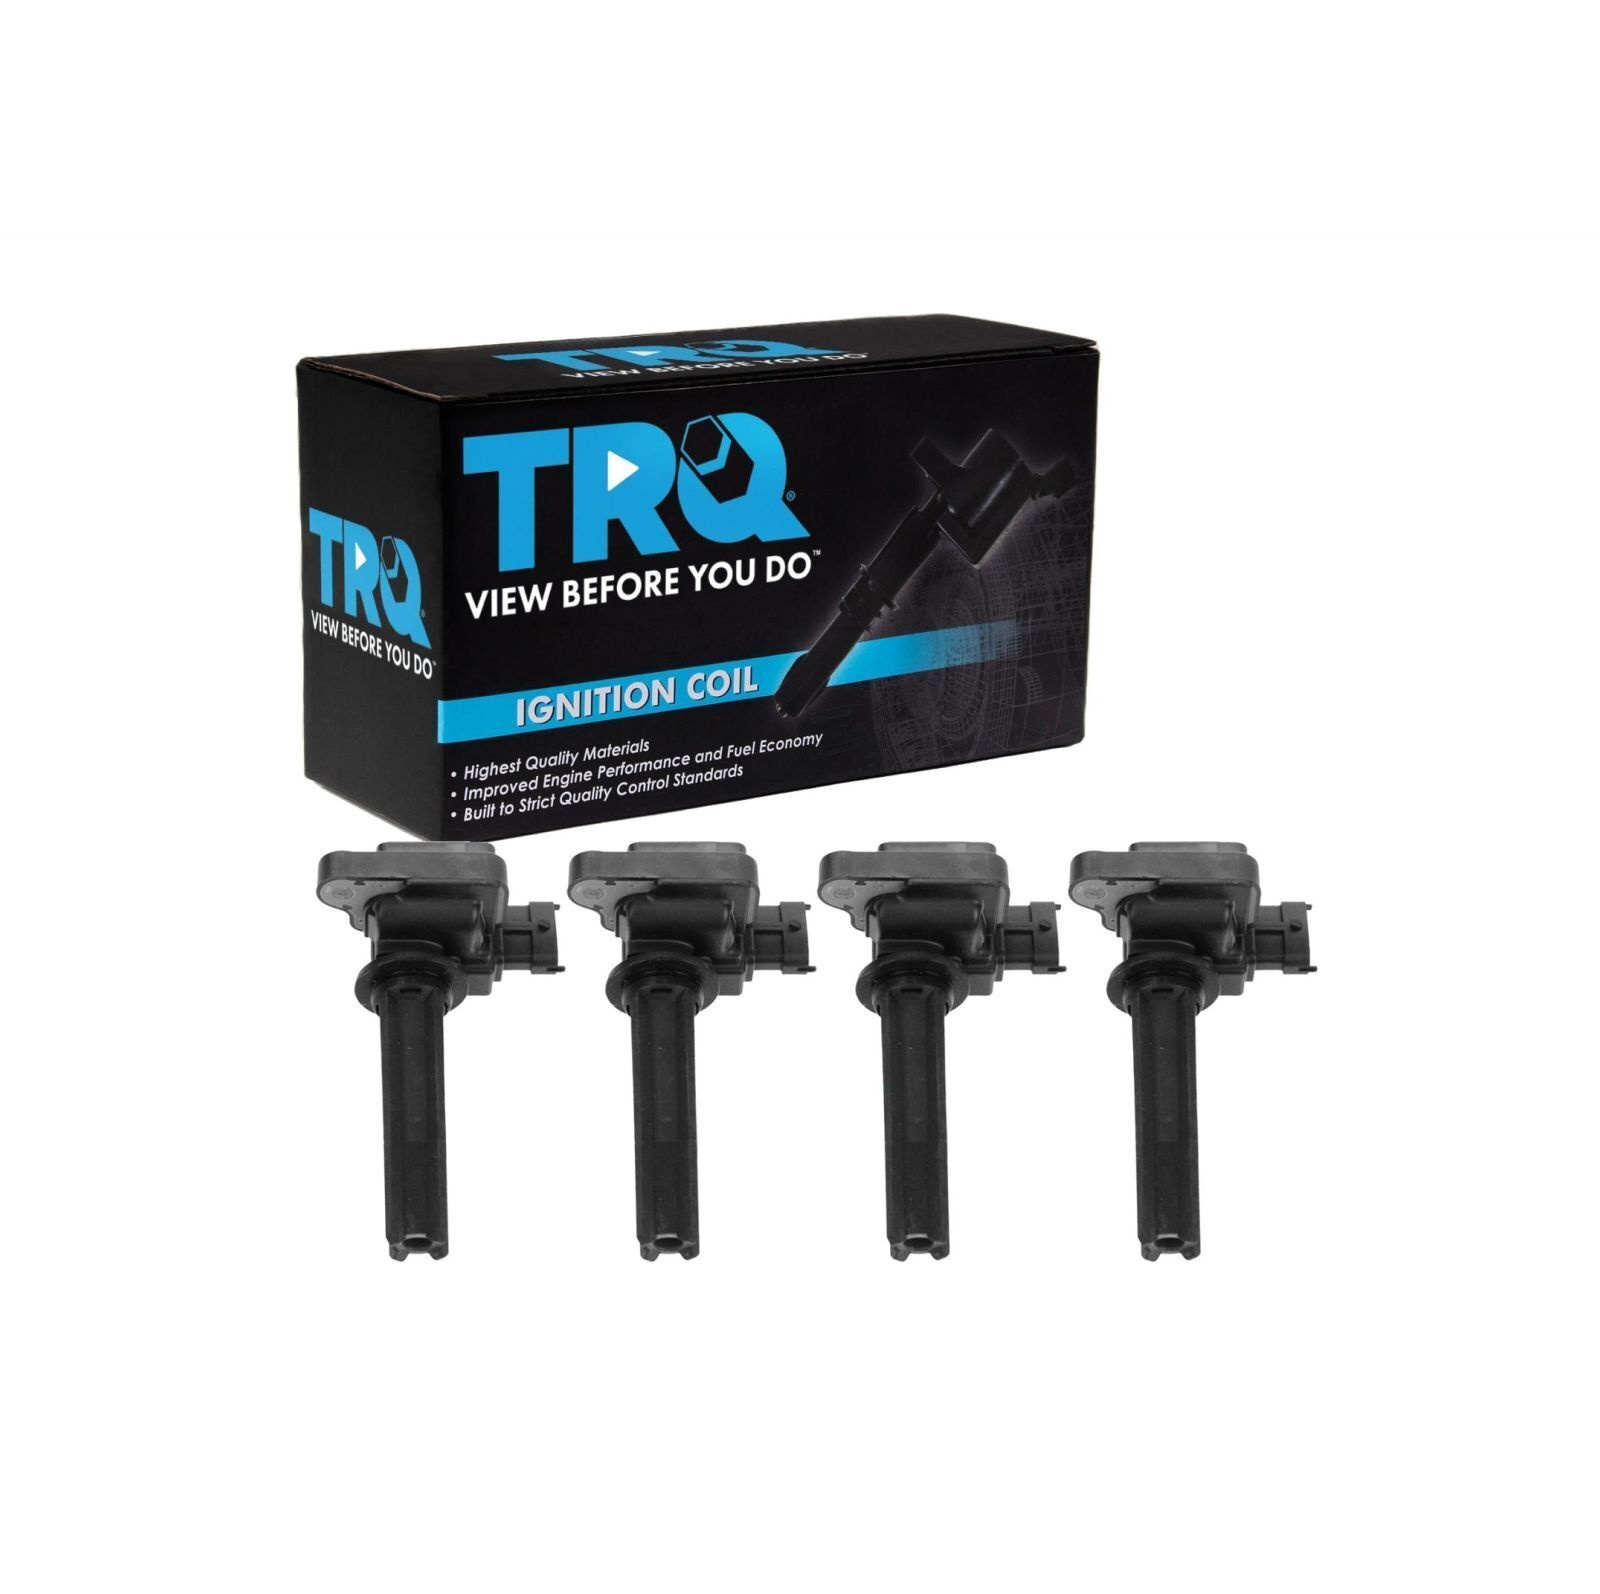 TRQ
VIEW BEFORE YOU DO
TRQ®
VIEW BEFORE YOU DO™
TRQ®
VIEW BEFORE YOU DO™
IGNITION COIL
• Highest Quality Materials
• Improved Engine Performance and Fuel Economy
• Built to Strict Quality Control Standards